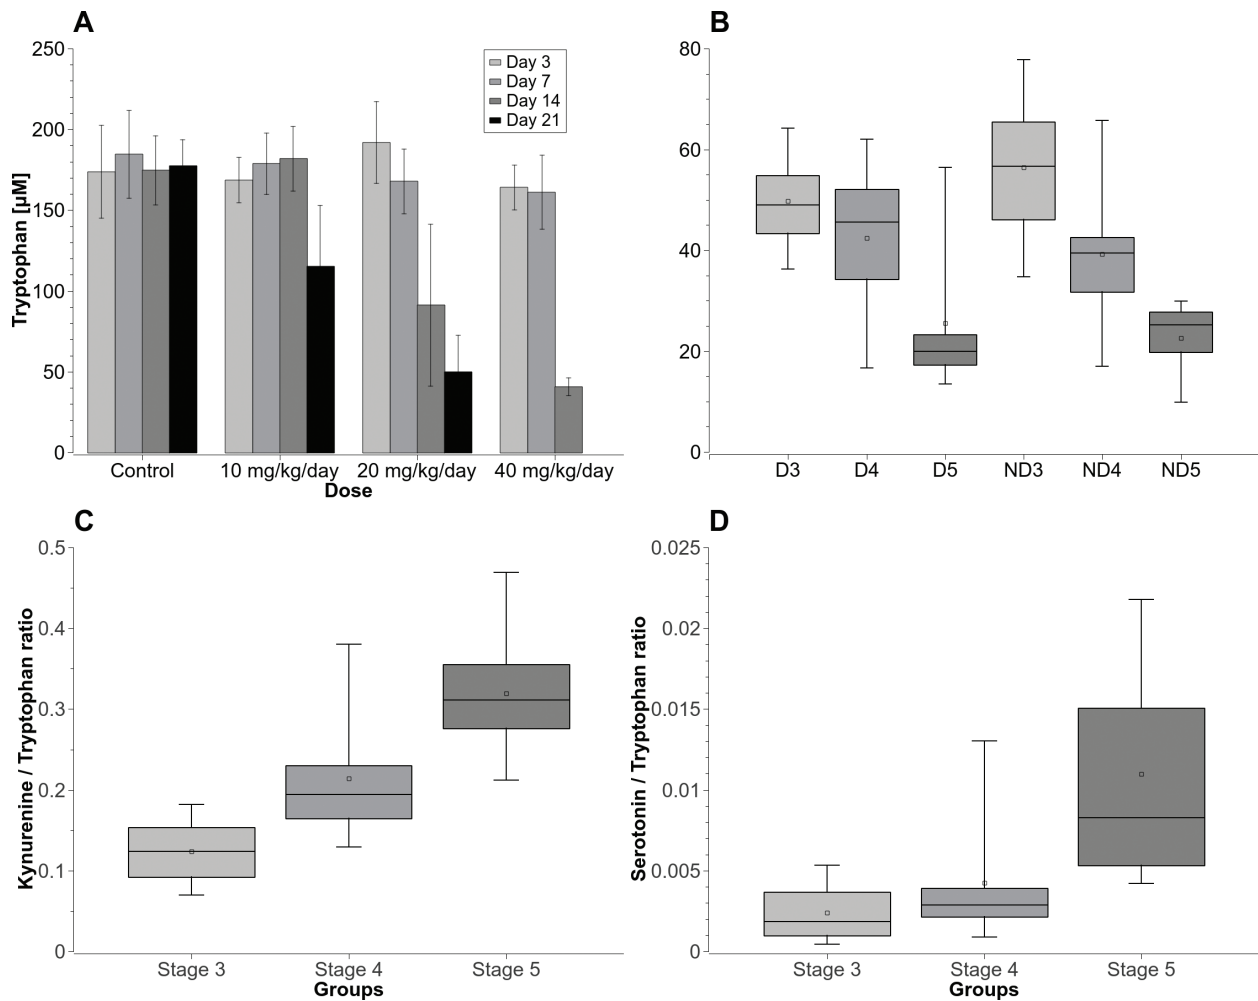 A
250
200
150
100
50
0
Tryptophan [µM]
Day 3
Day 7
Day 14
Day 21
Control 10 mg/kg/day 20 mg/kg/day 40 mg/kg/day
Dose
B
80
60
40
20
0
D3 D4 D5 ND3 ND4 ND5
C
0.5
0.4
0.3
0.2
0.1
0
Kynurenine / Tryptophan ratio
Stage 3 Stage 4 Stage 5
Groups
D
0.025
0.02
0.015
0.01
0.005
0
Serotonin / Tryptophan ratio
Stage 3 Stage 4 Stage 5
Groups